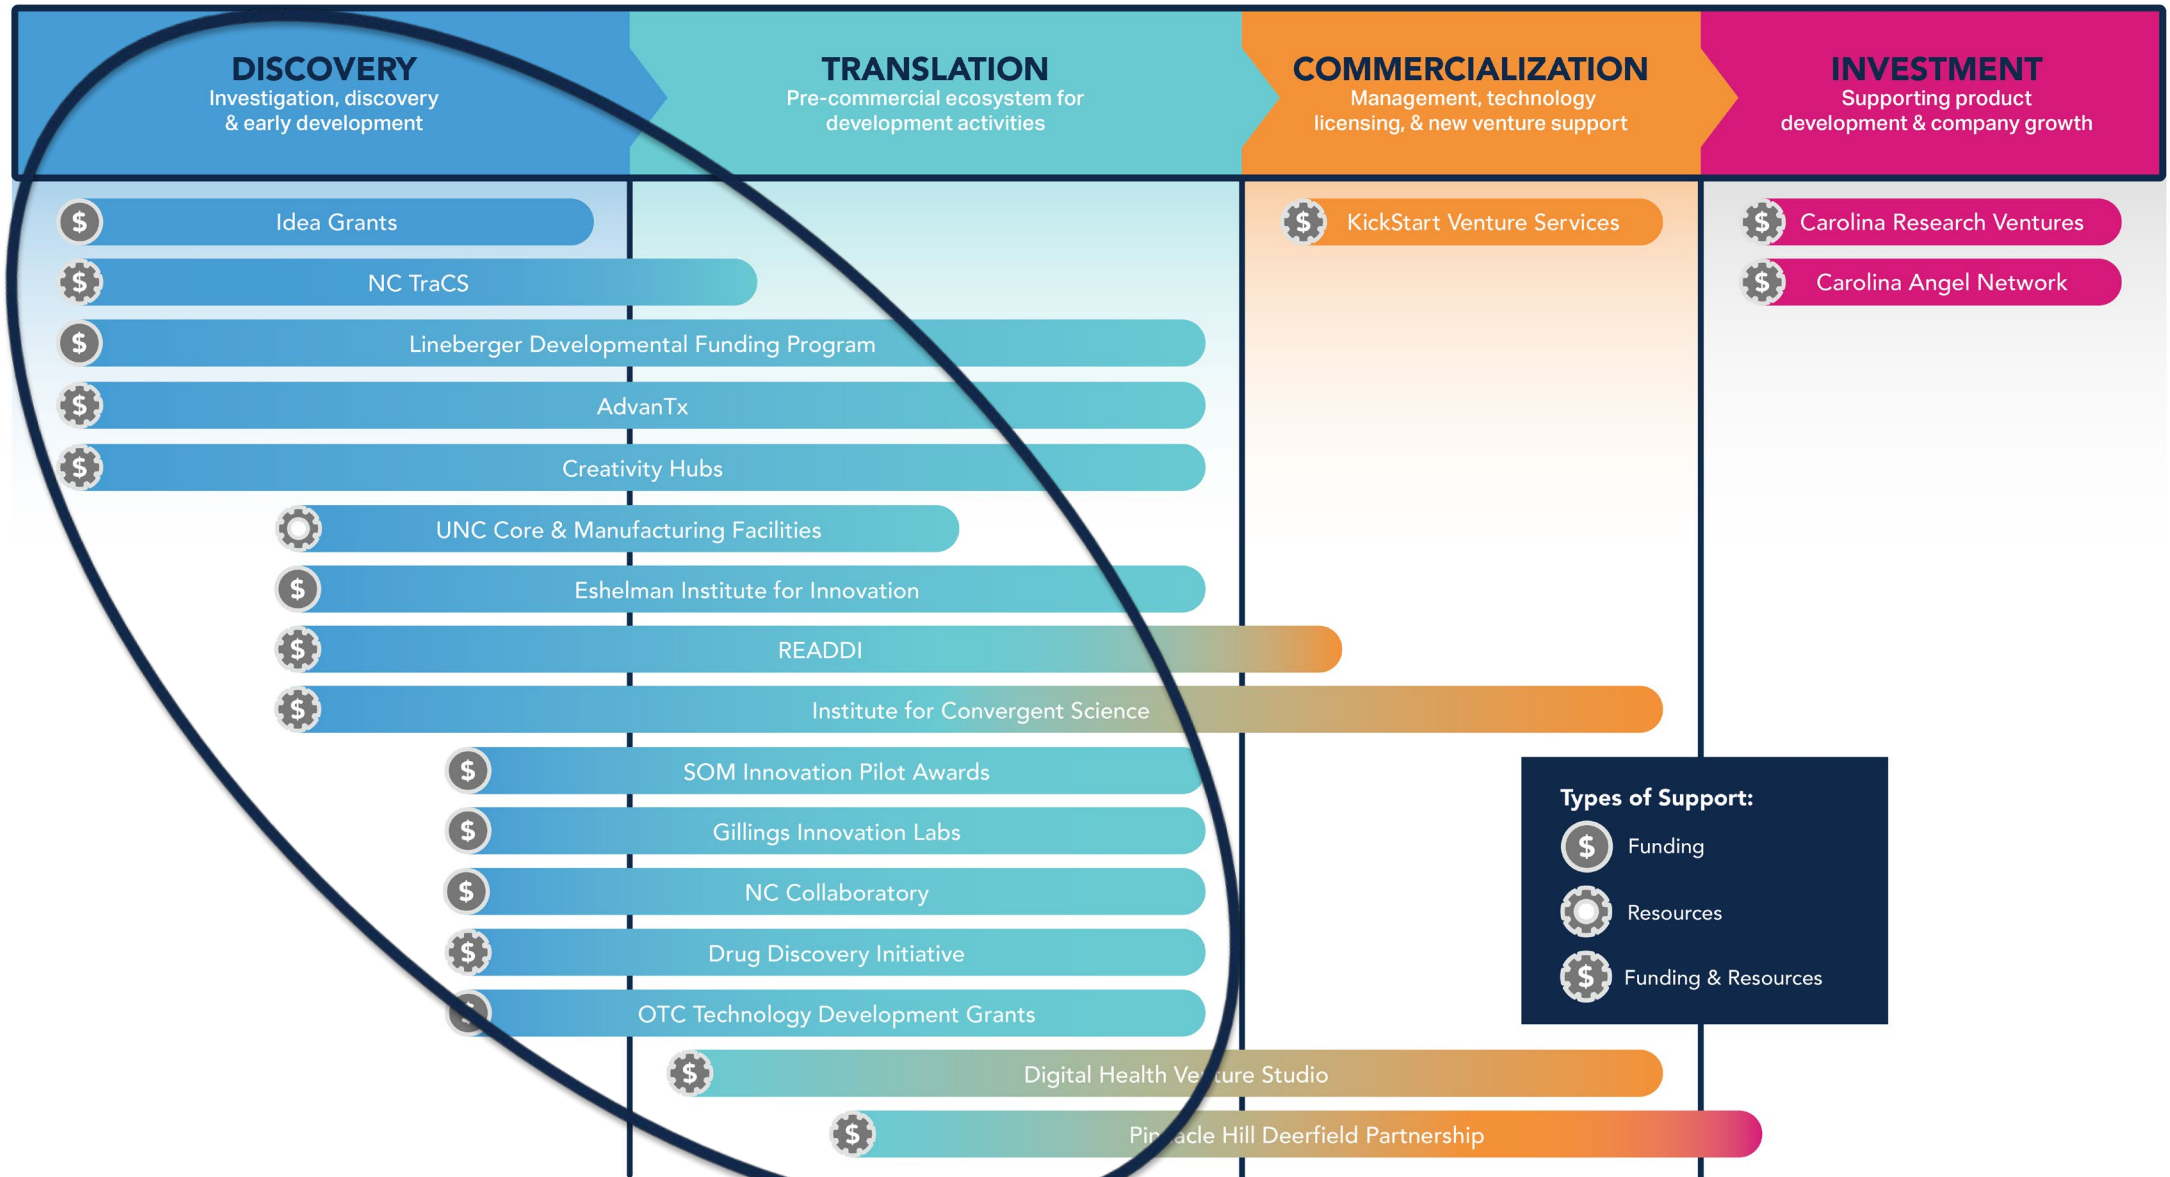 DISCOVERY
Investigation, discovery
& early development
TRANSLATION
Pre-commercial ecosystem for
development activities
COMMERCIALIZATION
Management, technology
licensing, & new venture support
INVESTMENT
Supporting product
development & company growth
$ Idea Grants
$ KickStart Venture Services
$ Carolina Research Ventures
$ NC TraCS
$ Carolina Angel Network
$ Lineberger Developmental Funding Program
$ AdvanTx
$ Creativity Hubs
UNC Core & Manufacturing Facilities
$ Eshelman Institute for Innovation
$ READDI
$ Institute for Convergent Science
$ SOM Innovation Pilot Awards
$ Gillings Innovation Labs
$ NC Collaboratory
$ Drug Discovery Initiative
$ OTC Technology Development Grants
$ Digital Health Venture Studio
$ Pinnacle Hill Deerfield Partnership
Types of Support:
$ Funding
Resources
$ Funding & Resources